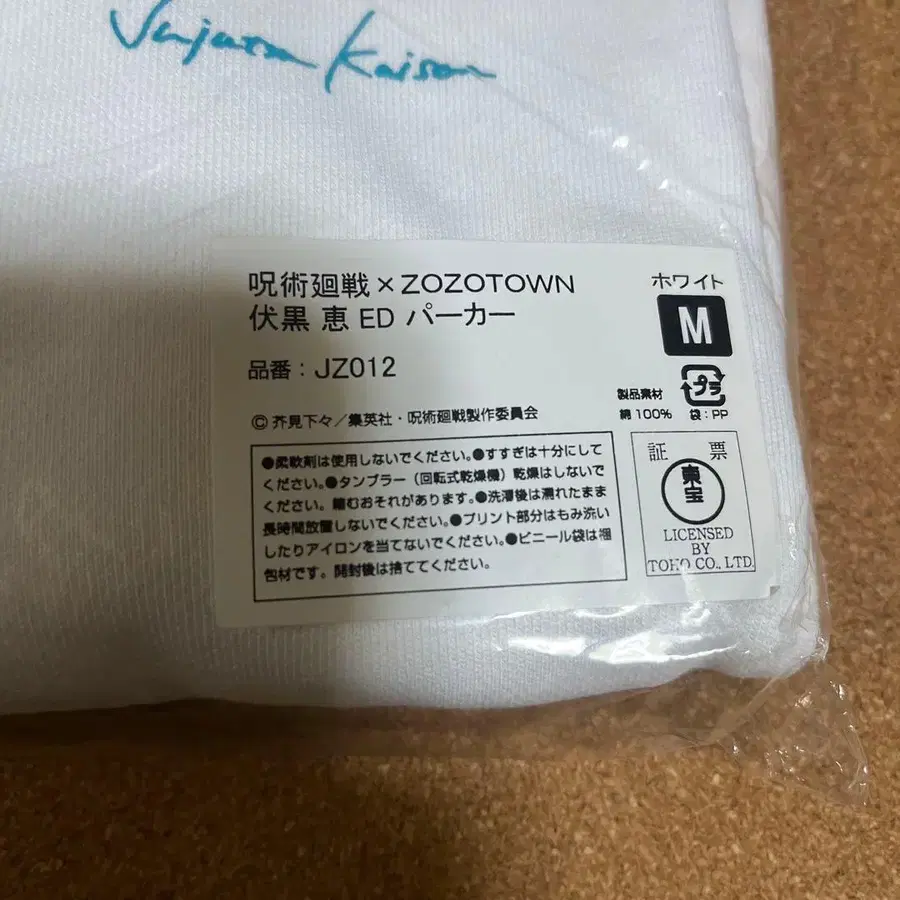 Jujutsu Kaisen
呪術廻戦×ZOZOTOWN
伏黒 恵 ED パーカー
品番：JZ012
ホワイト
M
プラ
製品素材
綿100%
袋：PP
© 芥見下々／集英社・呪術廻戦製作委員会
●柔軟剤は使用しないでください。●すすぎは十分にして
ください。●タンブラー（回転式乾燥機）乾燥はしないで
ください。縮むおそれがあります。●洗濯後は濡れたまま
長時間放置しないでください。●プリント部分はもみ洗い
したりアイロンを当てないでください。●ビニール袋は梱
包材です。開封後は捨ててください。
証 票
東宝
LICENSED
BY
TOHO CO., LTD.